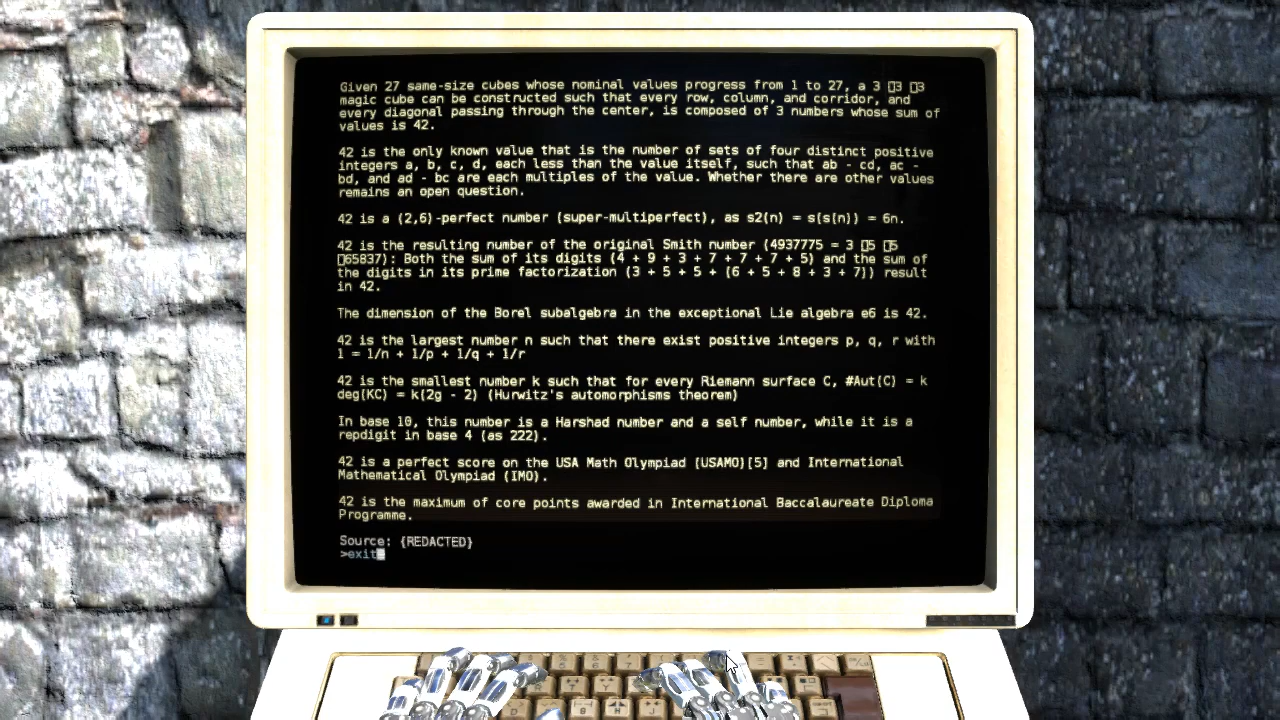 Given 27 same-size cubes whose nominal values progress from 1 to 27, a 3 □3 □3
magic cube can be constructed such that every row, column, and corridor, and
every diagonal passing through the center, is composed of 3 numbers whose sum of
values is 42.
42 is the only known value that is the number of sets of four distinct positive
integers a, b, c, d, each less than the value itself, such that ab - cd, ac -
bd, and ad - bc are each multiples of the value. Whether there are other values
remains an open question.
42 is a (2,6)-perfect number (super-multiperfect), as s2(n) = s(s(n)) = 6n.
42 is the resulting number of the original Smith number (4937775 = 3 □5 □5
□65837): Both the sum of its digits (4 + 9 + 3 + 7 + 7 + 7 + 5) and the sum of
the digits in its prime factorization (3 + 5 + 5 + (6 + 5 + 8 + 3 + 7)) result
in 42.
The dimension of the Borel subalgebra in the exceptional Lie algebra e6 is 42.
42 is the largest number n such that there exist positive integers p, q, r with
1 = 1/n + 1/p + 1/q + 1/r
42 is the smallest number k such that for every Riemann surface C, #Aut(C) = k
deg(KC) = k(2g - 2) (Hurwitz's automorphisms theorem)
In base 10, this number is a Harshad number and a self number, while it is a
repdigit in base 4 (as 222).
42 is a perfect score on the USA Math Olympiad (USAMO)[5] and International
Mathematical Olympiad (IMO).
42 is the maximum of core points awarded in International Baccalaureate Diploma
Programme.
Source: {REDACTED}
>exit